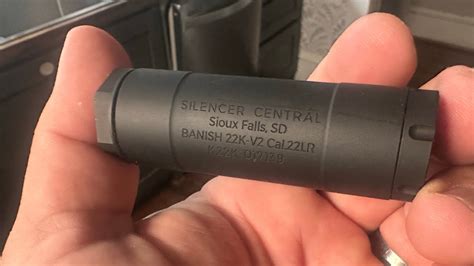 SILENCER CENTRAL
Sioux Falls, SD
BANISH 22K-V2 Cal.22LR